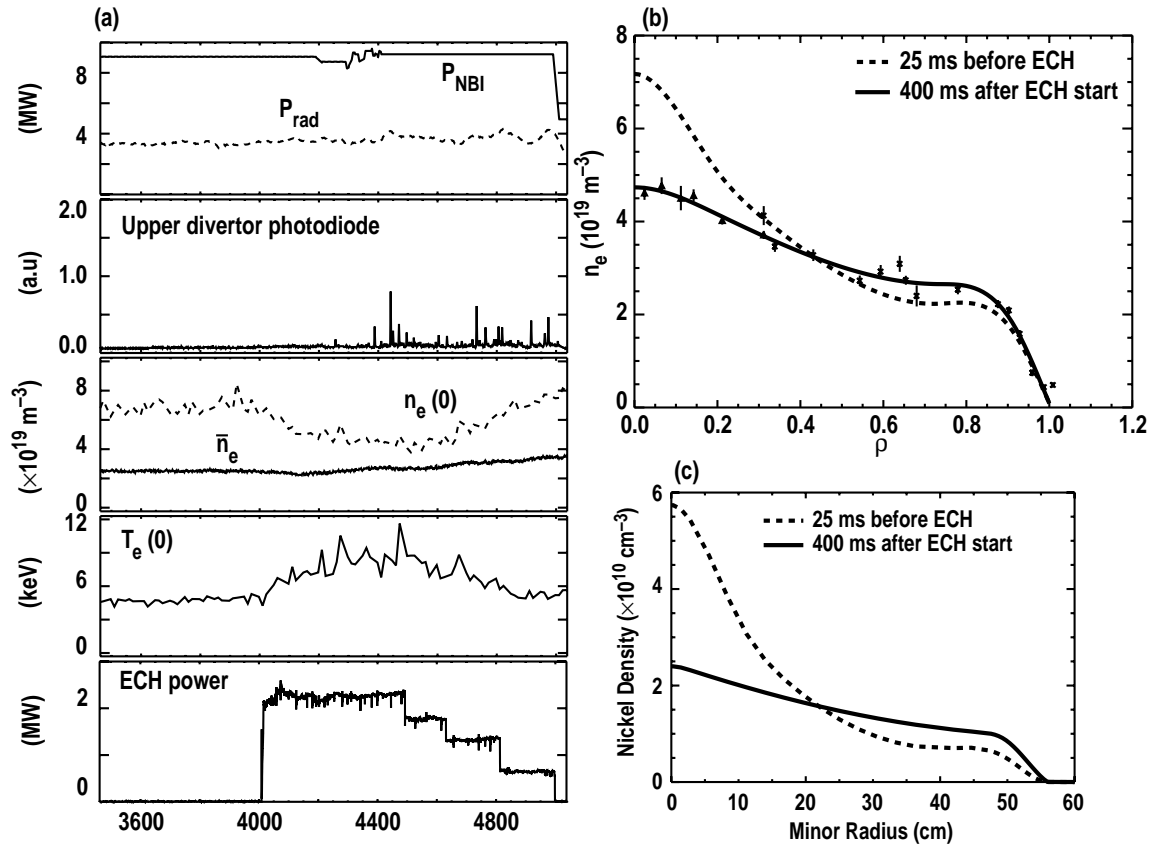 (a)
(MW)
8
4
P_NBI
P_rad
(a.u)
2.0
1.0
0.0
Upper divertor photodiode
(×10^19 m^−3)
8
4
0
n_e (0)
n̅_e
(keV)
12
6
0
T_e (0)
(MW)
2
0
ECH power
3600 4000 4400 4800
(b)
n_e (10^19 m^−3)
8
6
4
2
0
25 ms before ECH
400 ms after ECH start
0.0 0.2 0.4 0.6 0.8 1.0 1.2
ρ
(c)
Nickel Density (×10^10 cm^−3)
6
4
2
0
25 ms before ECH
400 ms after ECH start
0 10 20 30 40 50 60
Minor Radius (cm)